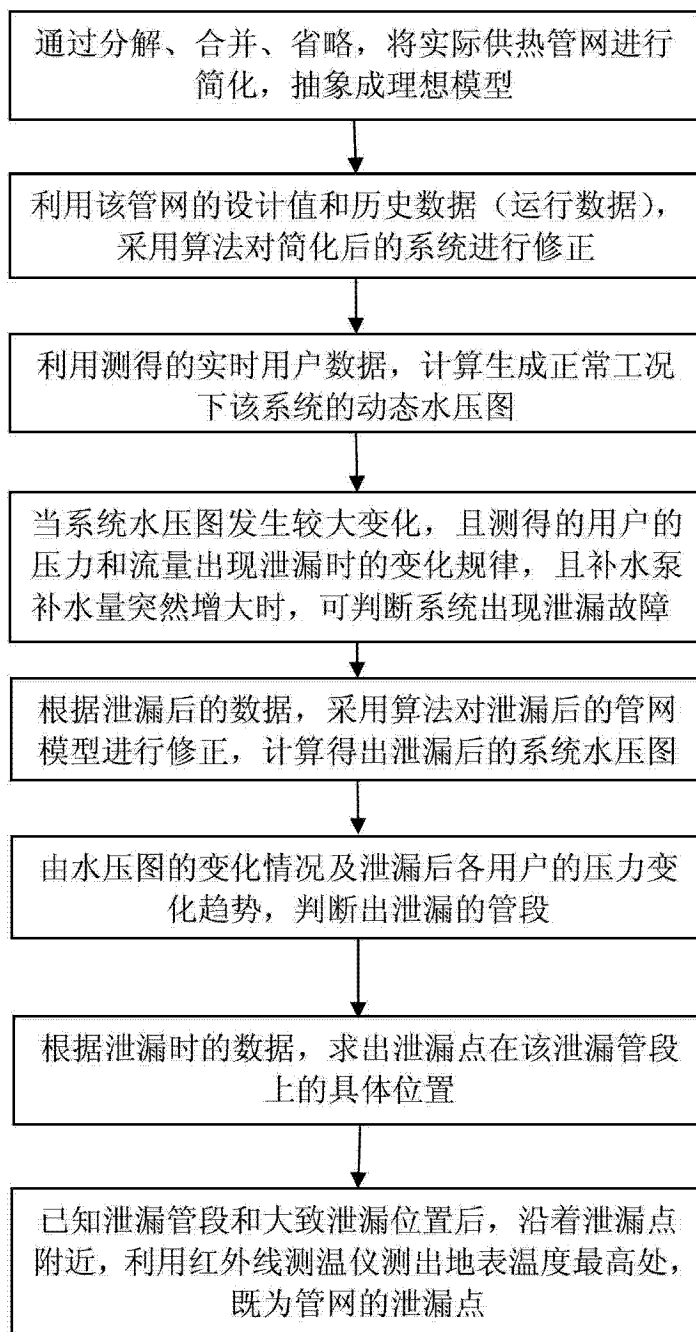 通过分解、合并、省略，将实际供热管网进行
简化，抽象成理想模型
利用该管网的设计值和历史数据（运行数据），
采用算法对简化后的系统进行修正
利用测得的实时用户数据，计算生成正常工况
下该系统的动态水压图
当系统水压图发生较大变化，且测得的用户的
压力和流量出现泄漏时的变化规律，且补水泵
补水量突然增大时，可判断系统出现泄漏故障
根据泄漏后的数据，采用算法对泄漏后的管网
模型进行修正，计算得出泄漏后的系统水压图
由水压图的变化情况及泄漏后各用户的压力变
化趋势，判断出泄漏的管段
根据泄漏时的数据，求出泄漏点在该泄漏管段
上的具体位置
已知泄漏管段和大致泄漏位置后，沿着泄漏点
附近，利用红外线测温仪测出地表温度最高处，
既为管网的泄漏点